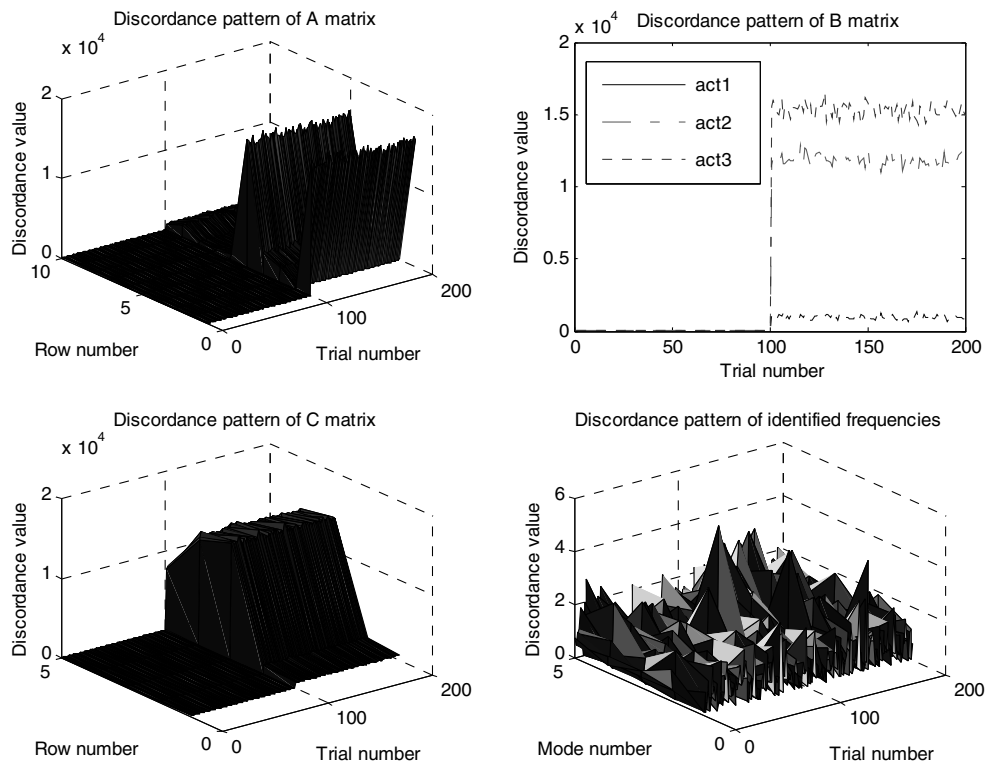 Discordance pattern of A matrix
x 10^4
2
1
0
Discordance value
10
5
0
Row number
0
100
200
Trial number
Discordance pattern of B matrix
x 10^4
2
1.5
1
0.5
0
Discordance value
act1
act2
act3
0
50
100
150
200
Trial number
Discordance pattern of C matrix
x 10^4
2
1
0
Discordance value
5
0
Row number
0
100
200
Trial number
Discordance pattern of identified frequencies
6
4
2
0
Discordance value
5
0
Mode number
0
100
200
Trial number